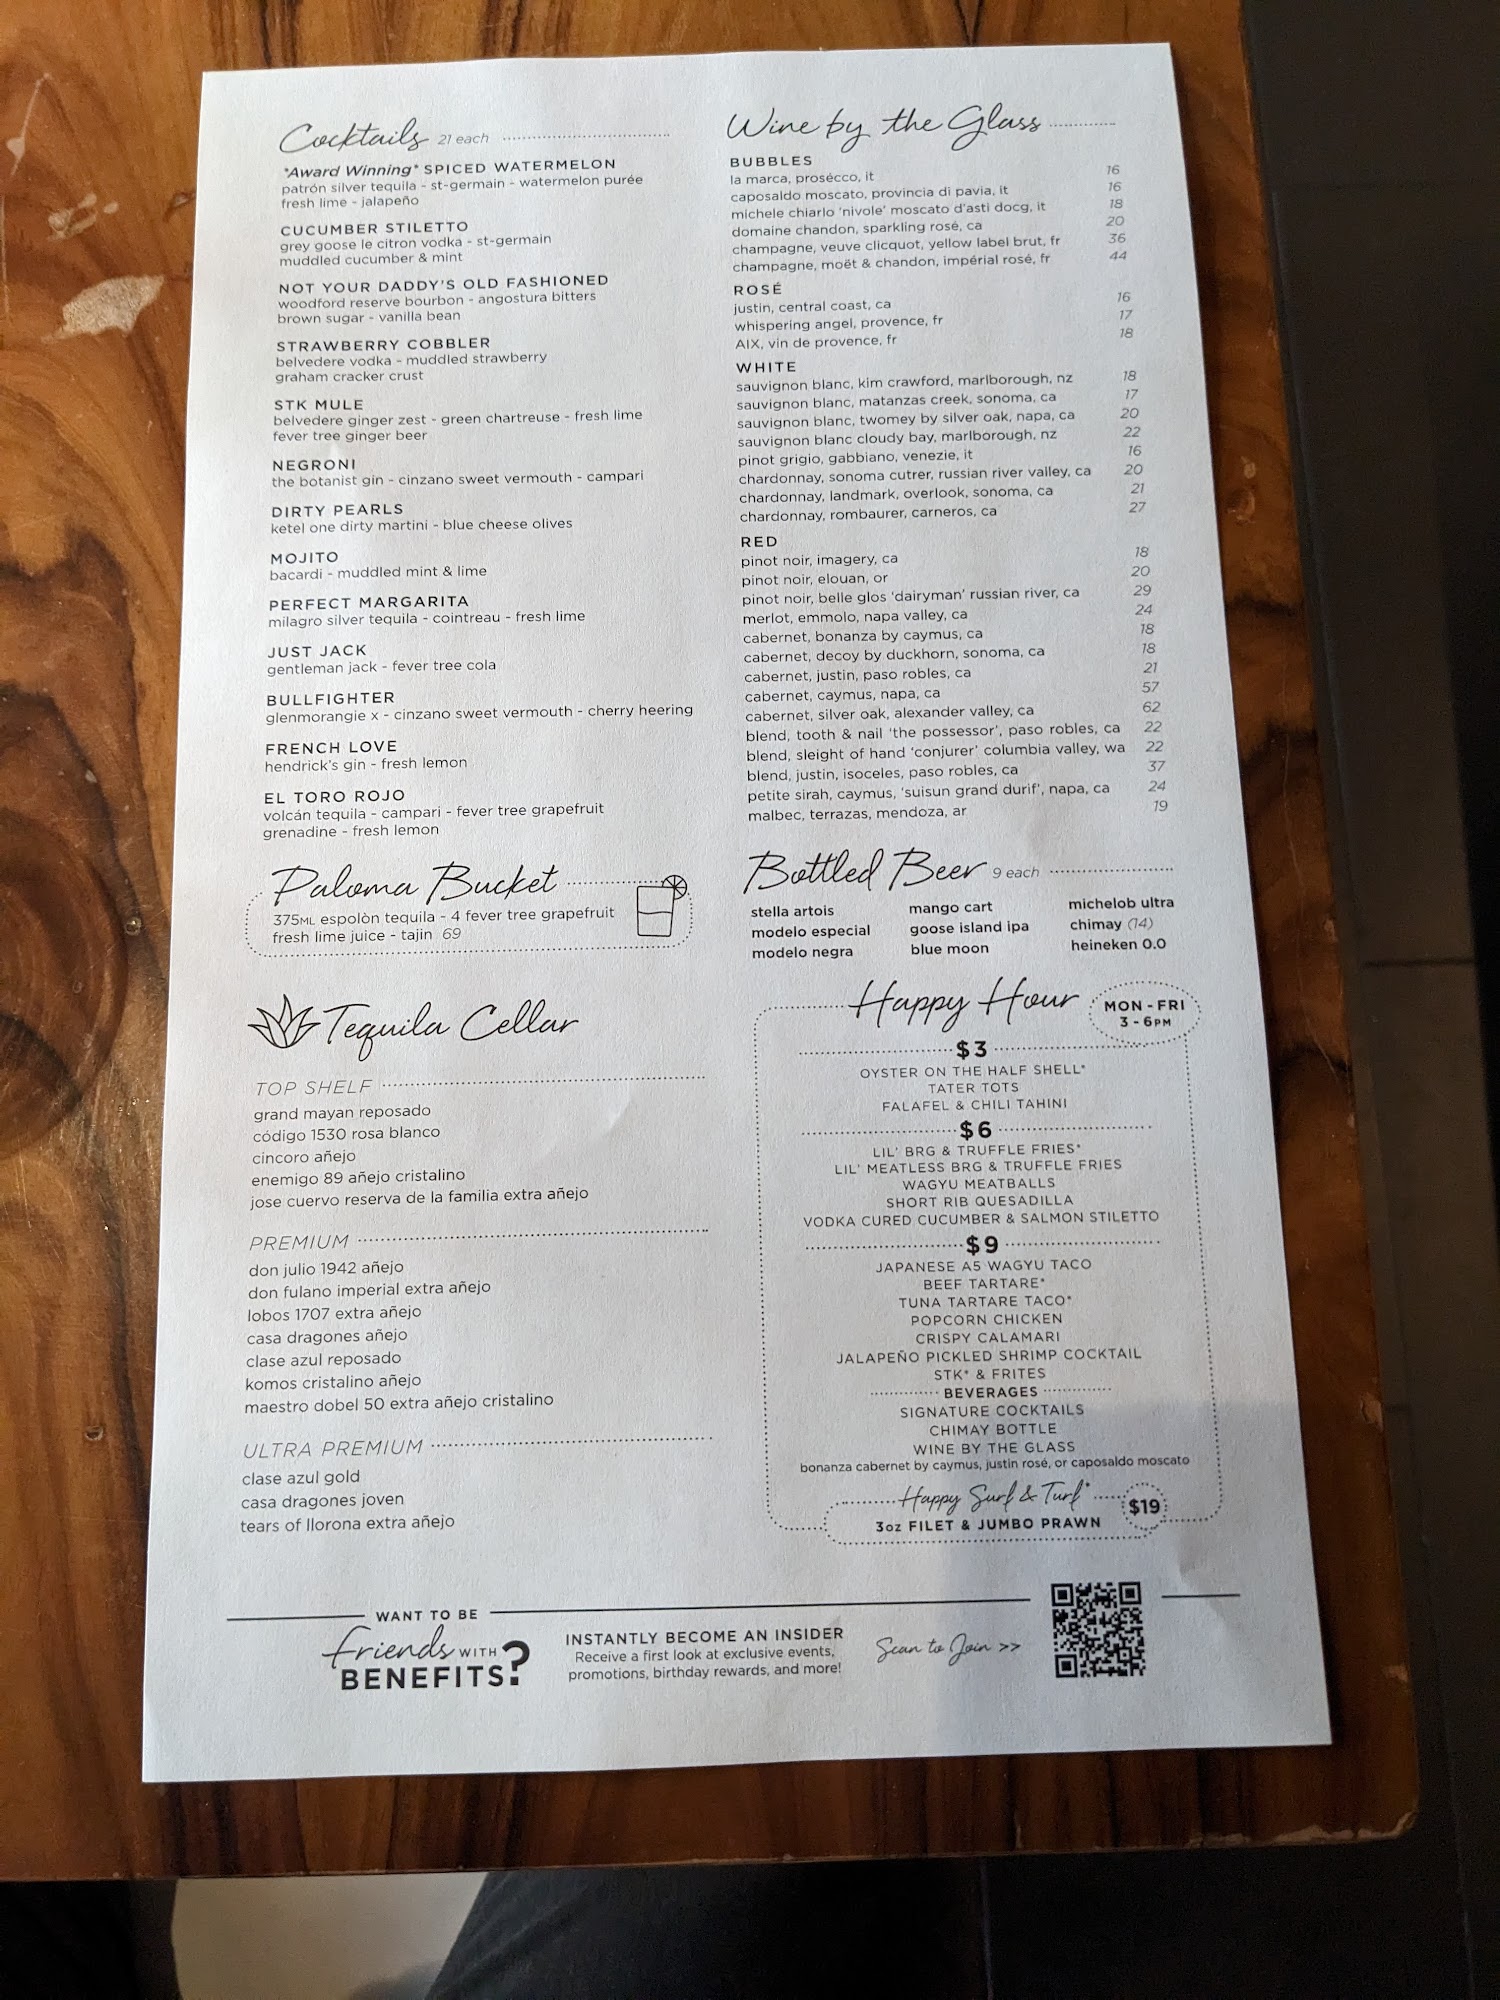 Cocktails 21 each
*Award Winning* SPICED WATERMELON
patrón silver tequila - st-germain - watermelon purée
fresh lime - jalapeño
CUCUMBER STILETTO
grey goose le citron vodka - st-germain
muddled cucumber & mint
NOT YOUR DADDY'S OLD FASHIONED
woodford reserve bourbon - angostura bitters
brown sugar - vanilla bean
STRAWBERRY COBBLER
belvedere vodka - muddled strawberry
graham cracker crust
STK MULE
belvedere ginger zest - green chartreuse - fresh lime
fever tree ginger beer
NEGRONI
the botanist gin - cinzano sweet vermouth - campari
DIRTY PEARLS
ketel one dirty martini - blue cheese olives
MOJITO
bacardi - muddled mint & lime
PERFECT MARGARITA
milagro silver tequila - cointreau - fresh lime
JUST JACK
gentleman jack - fever tree cola
BULLFIGHTER
glenmorangie x - cinzano sweet vermouth - cherry heering
FRENCH LOVE
hendrick's gin - fresh lemon
EL TORO ROJO
volcán tequila - campari - fever tree grapefruit
grenadine - fresh lemon
Paloma Bucket
375ML espolòn tequila - 4 fever tree grapefruit
fresh lime juice - tajin 69
Tequila Cellar
TOP SHELF
grand mayan reposado
código 1530 rosa blanco
cincoro añejo
enemigo 89 añejo cristalino
jose cuervo reserva de la familia extra añejo
PREMIUM
don julio 1942 añejo
don fulano imperial extra añejo
lobos 1707 extra añejo
casa dragones añejo
clase azul reposado
komos cristalino añejo
maestro dobel 50 extra añejo cristalino
ULTRA PREMIUM
clase azul gold
casa dragones joven
tears of llorona extra añejo
Wine by the Glass
BUBBLES
la marca, prosécco, it 16
caposaldo moscato, provincia di pavia, it 16
michele chiarlo 'nivole' moscato d'asti docg, it 18
domaine chandon, sparkling rosé, ca 20
champagne, veuve clicquot, yellow label brut, fr 36
champagne, moët & chandon, impérial rosé, fr 44
ROSÉ
justin, central coast, ca 16
whispering angel, provence, fr 17
AIX, vin de provence, fr 18
WHITE
sauvignon blanc, kim crawford, marlborough, nz 18
sauvignon blanc, matanzas creek, sonoma, ca 17
sauvignon blanc, twomey by silver oak, napa, ca 20
sauvignon blanc cloudy bay, marlborough, nz 22
pinot grigio, gabbiano, venezie, it 16
chardonnay, sonoma cutrer, russian river valley, ca 20
chardonnay, landmark, overlook, sonoma, ca 21
chardonnay, rombaurer, carneros, ca 27
RED
pinot noir, imagery, ca 18
pinot noir, elouan, or 20
pinot noir, belle glos 'dairyman' russian river, ca 29
merlot, emmolo, napa valley, ca 24
cabernet, bonanza by caymus, ca 18
cabernet, decoy by duckhorn, sonoma, ca 18
cabernet, justin, paso robles, ca 21
cabernet, caymus, napa, ca 57
cabernet, silver oak, alexander valley, ca 62
blend, tooth & nail 'the possessor', paso robles, ca 22
blend, sleight of hand 'conjurer' columbia valley, wa 22
blend, justin, isoceles, paso robles, ca 37
petite sirah, caymus, 'suisun grand durif', napa, ca 24
malbec, terrazas, mendoza, ar 19
Bottled Beer 9 each
stella artois mango cart michelob ultra
modelo especial goose island ipa chimay (14)
modelo negra blue moon heineken 0.0
Happy Hour
MON - FRI
3 - 6PM
$3
OYSTER ON THE HALF SHELL*
TATER TOTS
FALAFEL & CHILI TAHINI
$6
LIL' BRG & TRUFFLE FRIES*
LIL' MEATLESS BRG & TRUFFLE FRIES
WAGYU MEATBALLS
SHORT RIB QUESADILLA
VODKA CURED CUCUMBER & SALMON STILETTO
$9
JAPANESE A5 WAGYU TACO
BEEF TARTARE*
TUNA TARTARE TACO*
POPCORN CHICKEN
CRISPY CALAMARI
JALAPEÑO PICKLED SHRIMP COCKTAIL
STK* & FRITES
BEVERAGES
SIGNATURE COCKTAILS
CHIMAY BOTTLE
WINE BY THE GLASS
bonanza cabernet by caymus, justin rosé, or caposaldo moscato
Happy Surf & Turf* $19
3oz FILET & JUMBO PRAWN
WANT TO BE
friends WITH
BENEFITS?
INSTANTLY BECOME AN INSIDER
Receive a first look at exclusive events,
promotions, birthday rewards, and more!
Scan to Join >>